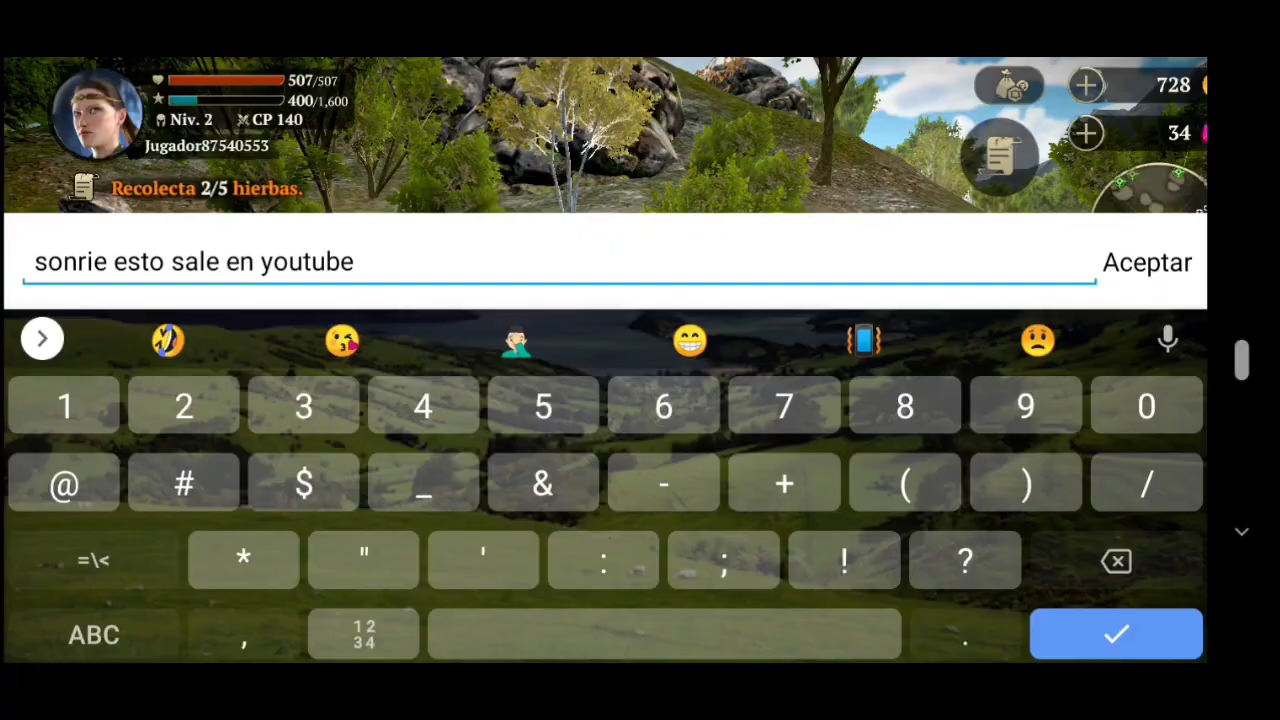 507/507
400/1,600
Niv. 2 CP 140
Jugador87540553
Recolecta 2/5 hierbas.
728
34
sonrie esto sale en youtube
Aceptar
1 2 3 4 5 6 7 8 9 0
@ # $ _ & - + ( ) /
=\< * " ' : ; ! ?
ABC , 12 34 .